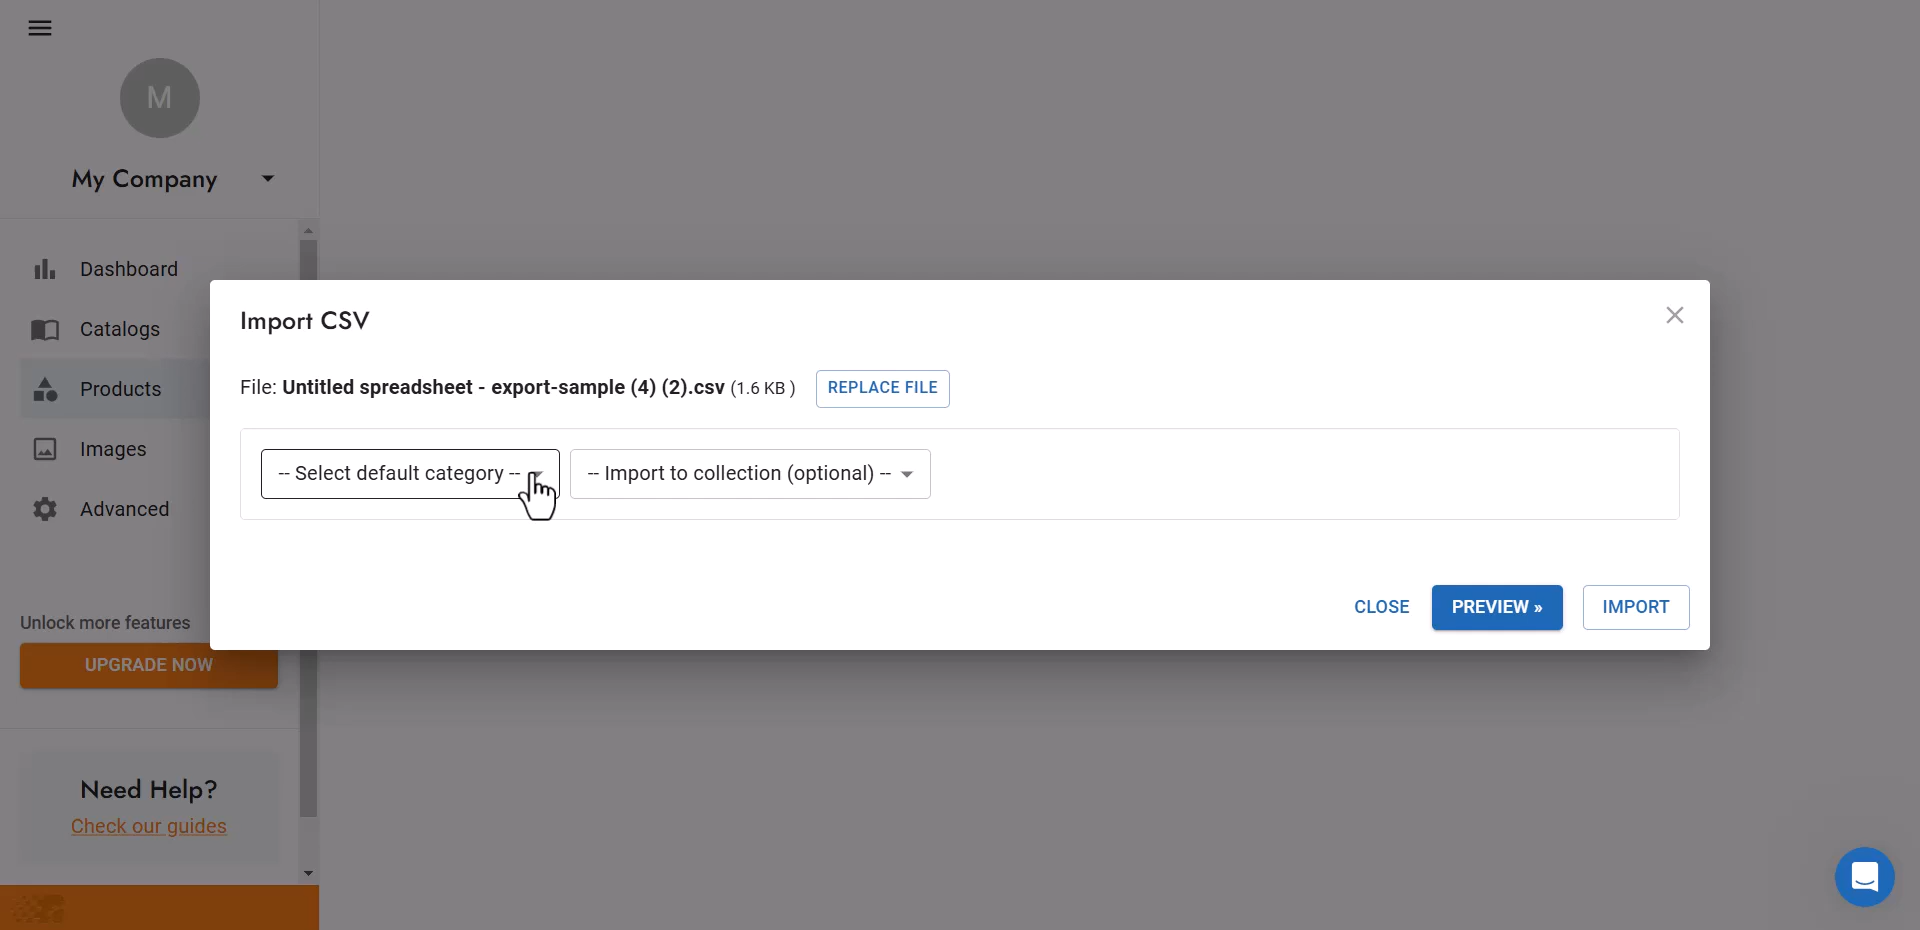 M
My Company
Dashboard
Catalogs
Products
Images
Advanced
Unlock more features
UPGRADE NOW
Need Help?
Check our guides
Import CSV
File: Untitled spreadsheet - export-sample (4) (2).csv (1.6 KB ) REPLACE FILE
-- Select default category -- -- Import to collection (optional) --
CLOSE PREVIEW » IMPORT